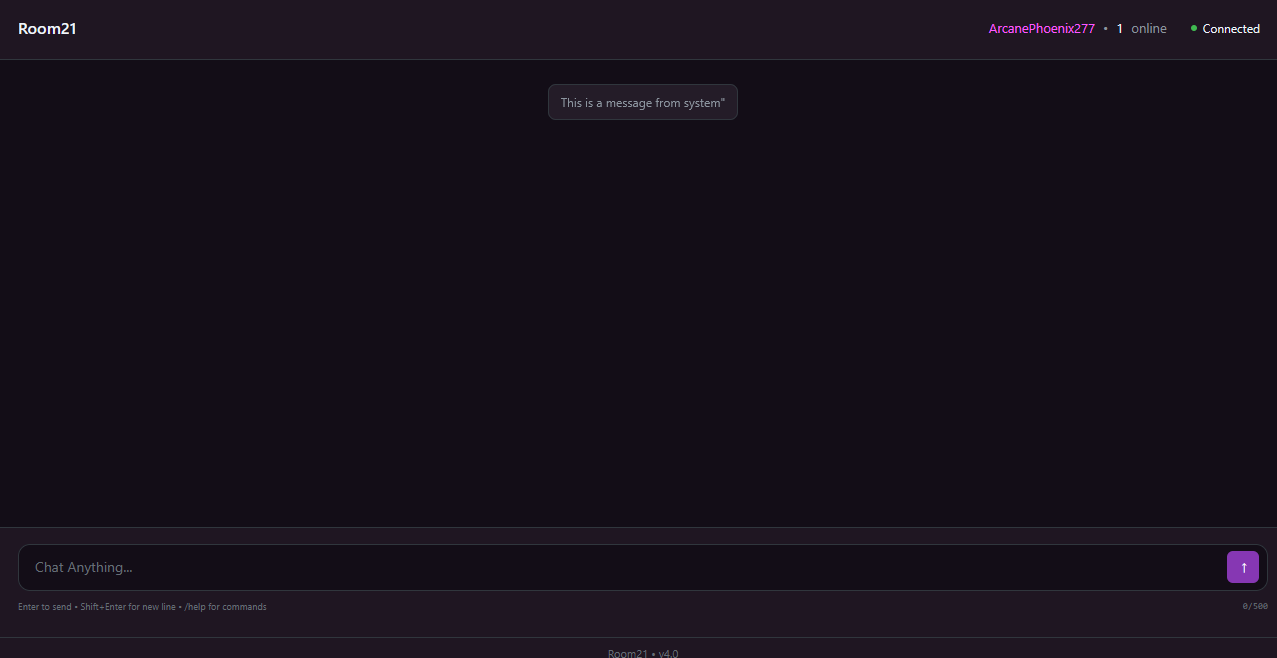 Room21
ArcanePhoenix277 • 1 online • Connected
This is a message from system"
Chat Anything...
↑
Enter to send • Shift+Enter for new line • /help for commands
0/500
Room21 • v4.0